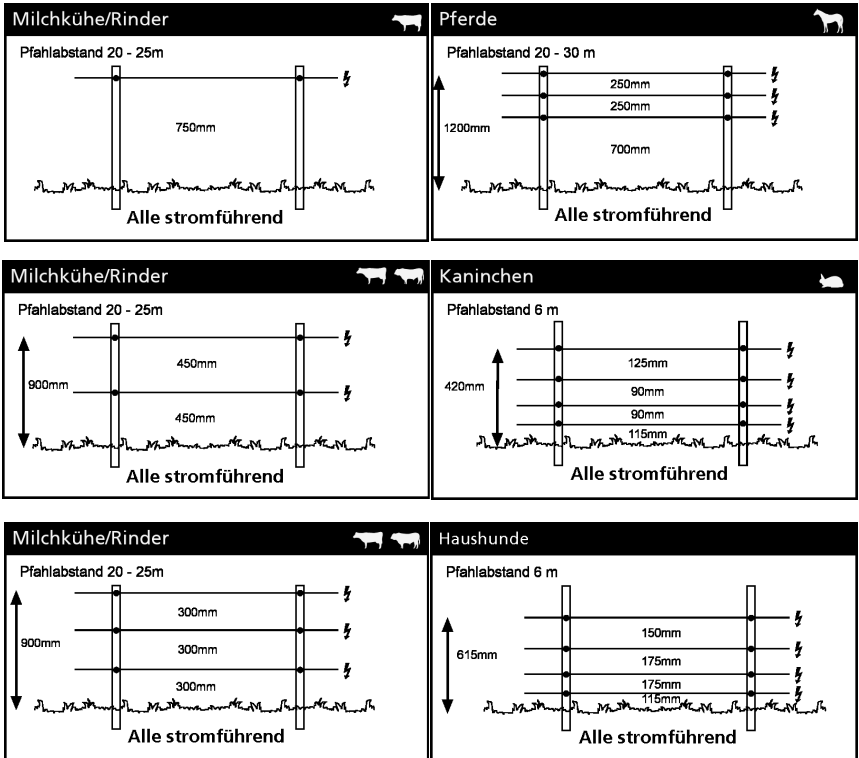 Milchkühe/Rinder
Pfahlabstand 20 - 25m
750mm
Alle stromführend
Pferde
Pfahlabstand 20 - 30 m
250mm
250mm
1200mm
700mm
Alle stromführend
Milchkühe/Rinder
Pfahlabstand 20 - 25m
450mm
900mm
450mm
Alle stromführend
Kaninchen
Pfahlabstand 6 m
125mm
420mm
90mm
90mm
115mm
Alle stromführend
Milchkühe/Rinder
Pfahlabstand 20 - 25m
300mm
900mm
300mm
300mm
Alle stromführend
Haushunde
Pfahlabstand 6 m
150mm
615mm
175mm
175mm
115mm
Alle stromführend